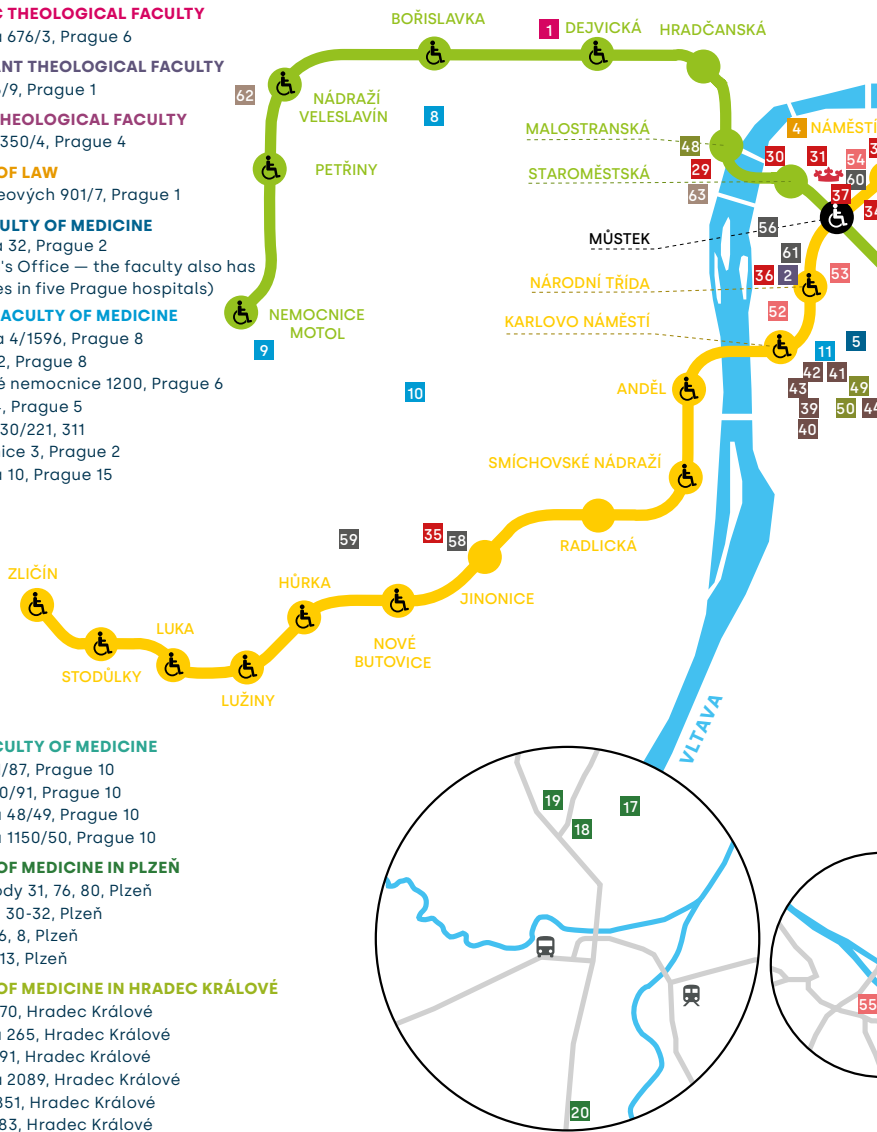 C THEOLOGICAL FACULTY
676/3, Prague 6
ANT THEOLOGICAL FACULTY
/9, Prague 1
THEOLOGICAL FACULTY
350/4, Prague 4
OF LAW
eových 901/7, Prague 1
CULTY OF MEDICINE
32, Prague 2
's Office — the faculty also has
es in five Prague hospitals)
FACULTY OF MEDICINE
a 4/1596, Prague 8
2, Prague 8
é nemocnice 1200, Prague 6
, Prague 5
30/221, 311
nice 3, Prague 2
10, Prague 15
CULTY OF MEDICINE
/87, Prague 10
0/91, Prague 10
48/49, Prague 10
1150/50, Prague 10
OF MEDICINE IN PLZEŇ
ody 31, 76, 80, Plzeň
30-32, Plzeň
6, 8, Plzeň
13, Plzeň
OF MEDICINE IN HRADEC KRÁLOVÉ
70, Hradec Králové
265, Hradec Králové
91, Hradec Králové
2089, Hradec Králové
851, Hradec Králové
83, Hradec Králové
BOŘISLAVKA
1
DEJVICKÁ
HRADČANSKÁ
62
NÁDRAŽÍ
VELESLAVÍN
8
PETŘINY
NEMOCNICE
MOTOL
9
10
MALOSTRANSKÁ
48
4
NÁMĚSTÍ
STAROMĚSTSKÁ
29
63
30
31
54
60
37
MŮSTEK
56
61
NÁRODNÍ TŘÍDA
36
2
53
52
KARLOVO NÁMĚSTÍ
11
5
42
41
43
49
39
50
44
40
ANDĚL
SMÍCHOVSKÉ NÁDRAŽÍ
RADLICKÁ
59
35
58
JINONICE
ZLIČÍN
HŮRKA
LUKA
NOVÉ
BUTOVICE
STODŮLKY
LUŽINY
VLTAVA
19
17
18
20
55